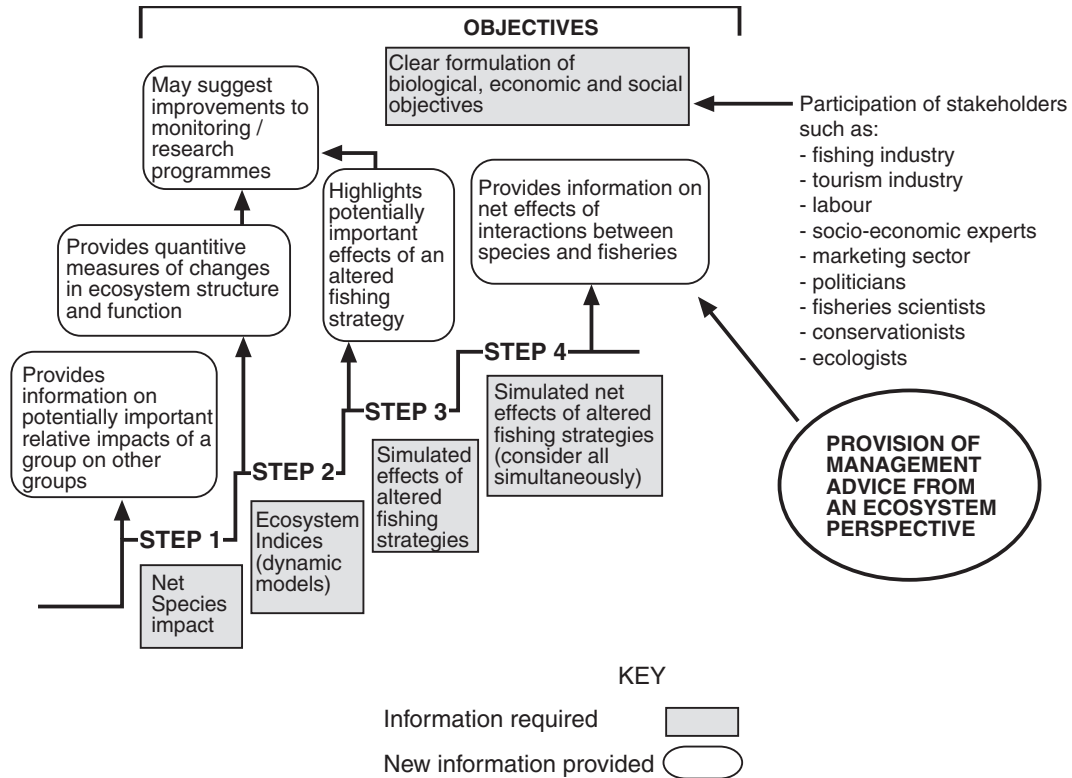 OBJECTIVES
Clear formulation of
biological, economic and social
objectives
May suggest
improvements to
monitoring /
research
programmes
Participation of stakeholders
such as:
- fishing industry
- tourism industry
- labour
- socio-economic experts
- marketing sector
- politicians
- fisheries scientists
- conservationists
- ecologists
Highlights
potentially
important
effects of an
altered
fishing
strategy
Provides information on
net effects of
interactions between
species and fisheries
Provides quantitive
measures of changes
in ecosystem structure
and function
Provides
information on
potentially important
relative impacts of a
group on other
groups
STEP 4
Simulated net
effects of altered
fishing strategies
(consider all
simultaneously)
STEP 3
Simulated
effects of
altered
fishing
strategies
STEP 2
Ecosystem
Indices
(dynamic
models)
STEP 1
Net
Species
impact
PROVISION OF
MANAGEMENT
ADVICE FROM
AN ECOSYSTEM
PERSPECTIVE
KEY
Information required
New information provided